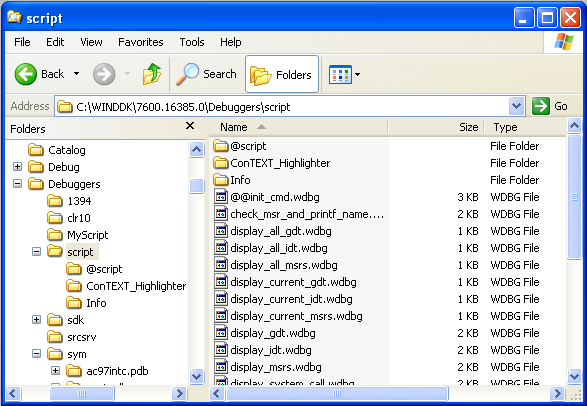 script
File Edit View Favorites Tools Help
Back Search Folders
Address C:\WINDDK\7600.16385.0\Debuggers\script Go
Folders
Catalog
Debug
Debuggers
1394
clr10
MyScript
script
@script
ConTEXT_Highlighter
Info
sdk
srcsrv
sym
ac97intc.pdb
Name Size Type
@script File Folder
ConTEXT_Highlighter File Folder
Info File Folder
@@init_cmd.wdbg 3 KB WDBG File
check_msr_and_printf_name.... 2 KB WDBG File
display_all_gdt.wdbg 1 KB WDBG File
display_all_idt.wdbg 1 KB WDBG File
display_all_msrs.wdbg 1 KB WDBG File
display_current_gdt.wdbg 1 KB WDBG File
display_current_idt.wdbg 1 KB WDBG File
display_current_msrs.wdbg 1 KB WDBG File
display_gdt.wdbg 2 KB WDBG File
display_idt.wdbg 2 KB WDBG File
display_msrs.wdbg 2 KB WDBG File
display_system_call.wdbg 1 KB WDBG File